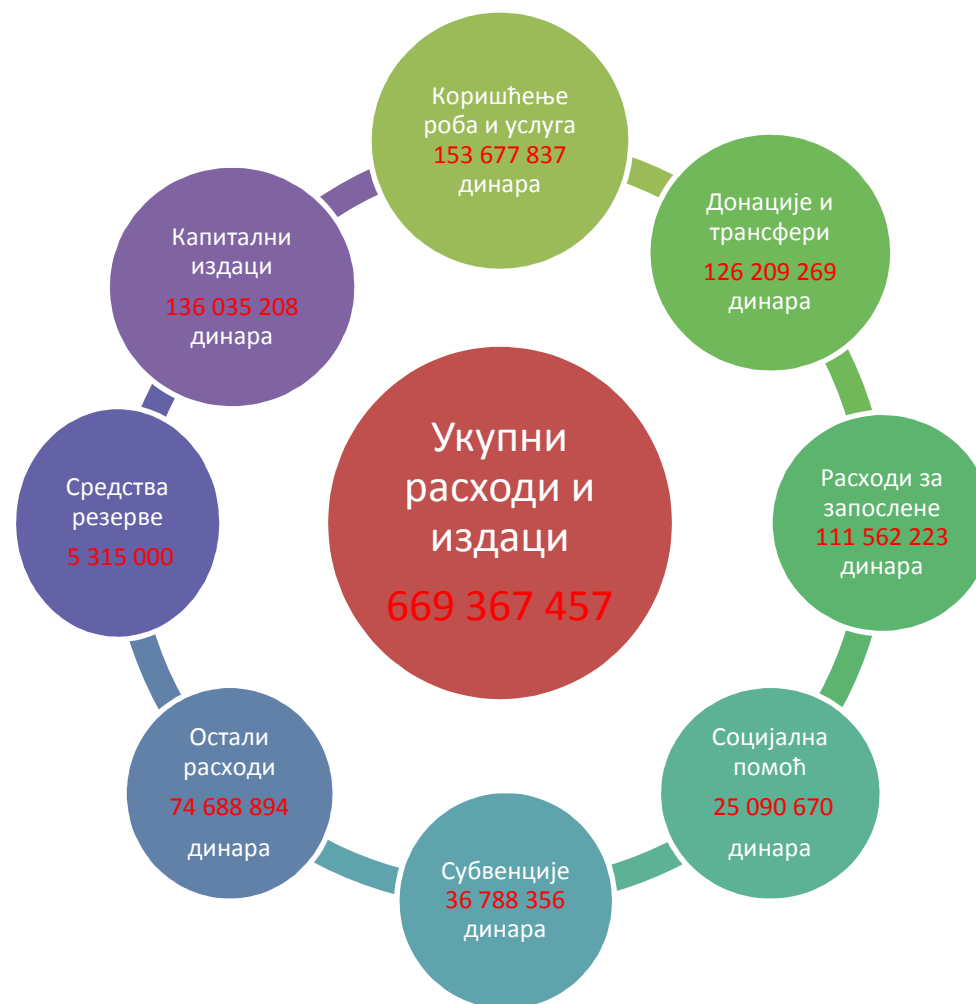 Коришћење
роба и услуга
153 677 837
динара
Донације и
трансфери
126 209 269
динара
Расходи за
запослене
111 562 223
динара
Социјална
помоћ
25 090 670
динара
Субвенције
36 788 356
динара
Остали
расходи
74 688 894
динара
Средства
резерве
5 315 000
Капитални
издаци
136 035 208
динара
Укупни
расходи и
издаци
669 367 457